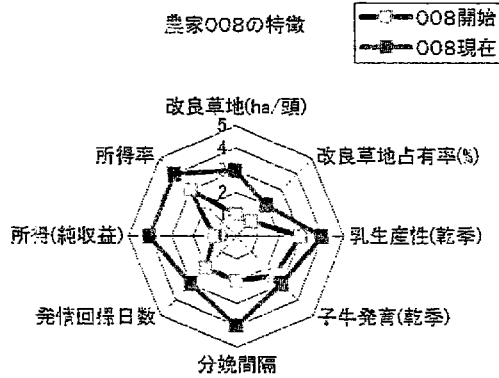 農家008の特徴
008開始
008現在
改良草地(ha/頭)
改良草地占有率(%)
乳生産性(乾季)
子牛発育(乾季)
分娩間隔
発情回帰日数
所得(純収益)
所得率
5
4
2
1